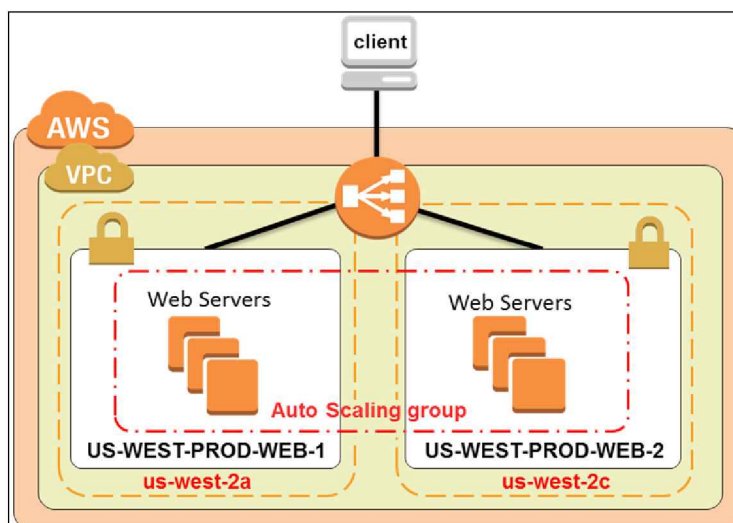 client
AWS
VPC
Web Servers
Web Servers
Auto Scaling group
US-WEST-PROD-WEB-1
US-WEST-PROD-WEB-2
us-west-2a
us-west-2c